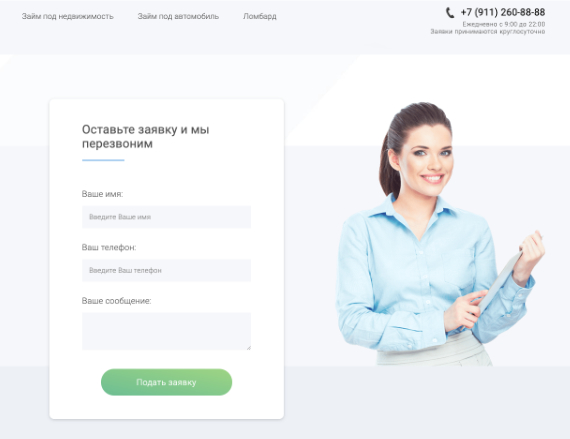 Займ под недвижимость Займ под автомобиль Ломбард
+7 (911) 260-88-88
Ежедневно с 9:00 до 22:00
Заявки принимаются круглосуточно
Оставьте заявку и мы
перезвоним
Ваше имя:
Введите Ваше имя
Ваш телефон:
Введите Ваш телефон
Ваше сообщение:
Подать заявку